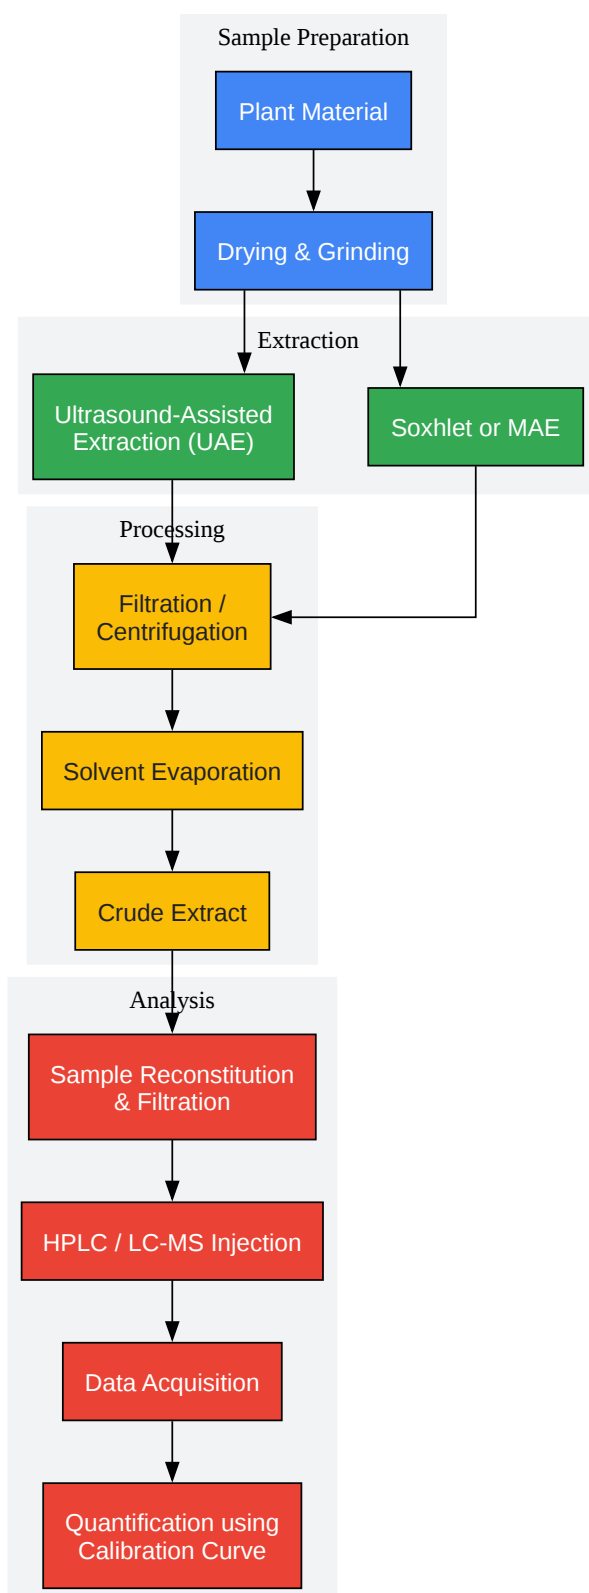 Sample Preparation
Plant Material
Drying & Grinding
Extraction
Ultrasound-Assisted
Extraction (UAE)
Soxhlet or MAE
Processing
Filtration /
Centrifugation
Solvent Evaporation
Crude Extract
Analysis
Sample Reconstitution
& Filtration
HPLC / LC-MS Injection
Data Acquisition
Quantification using
Calibration Curve